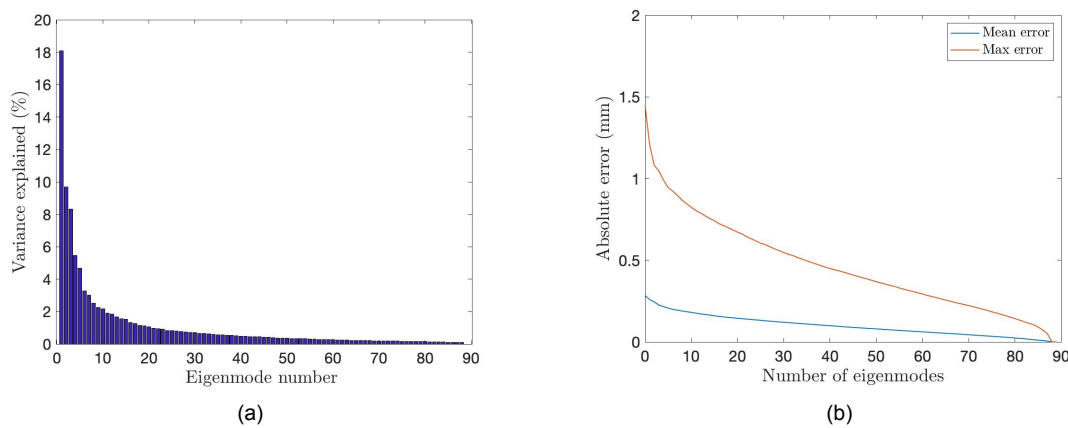 20
18
16
14
12
10
8
6
4
2
0
Variance explained (%)
0 10 20 30 40 50 60 70 80 90
Eigenmode number
(a)
2
1.5
1
0.5
0
Absolute error (mm)
Mean error
Max error
0 10 20 30 40 50 60 70 80 90
Number of eigenmodes
(b)